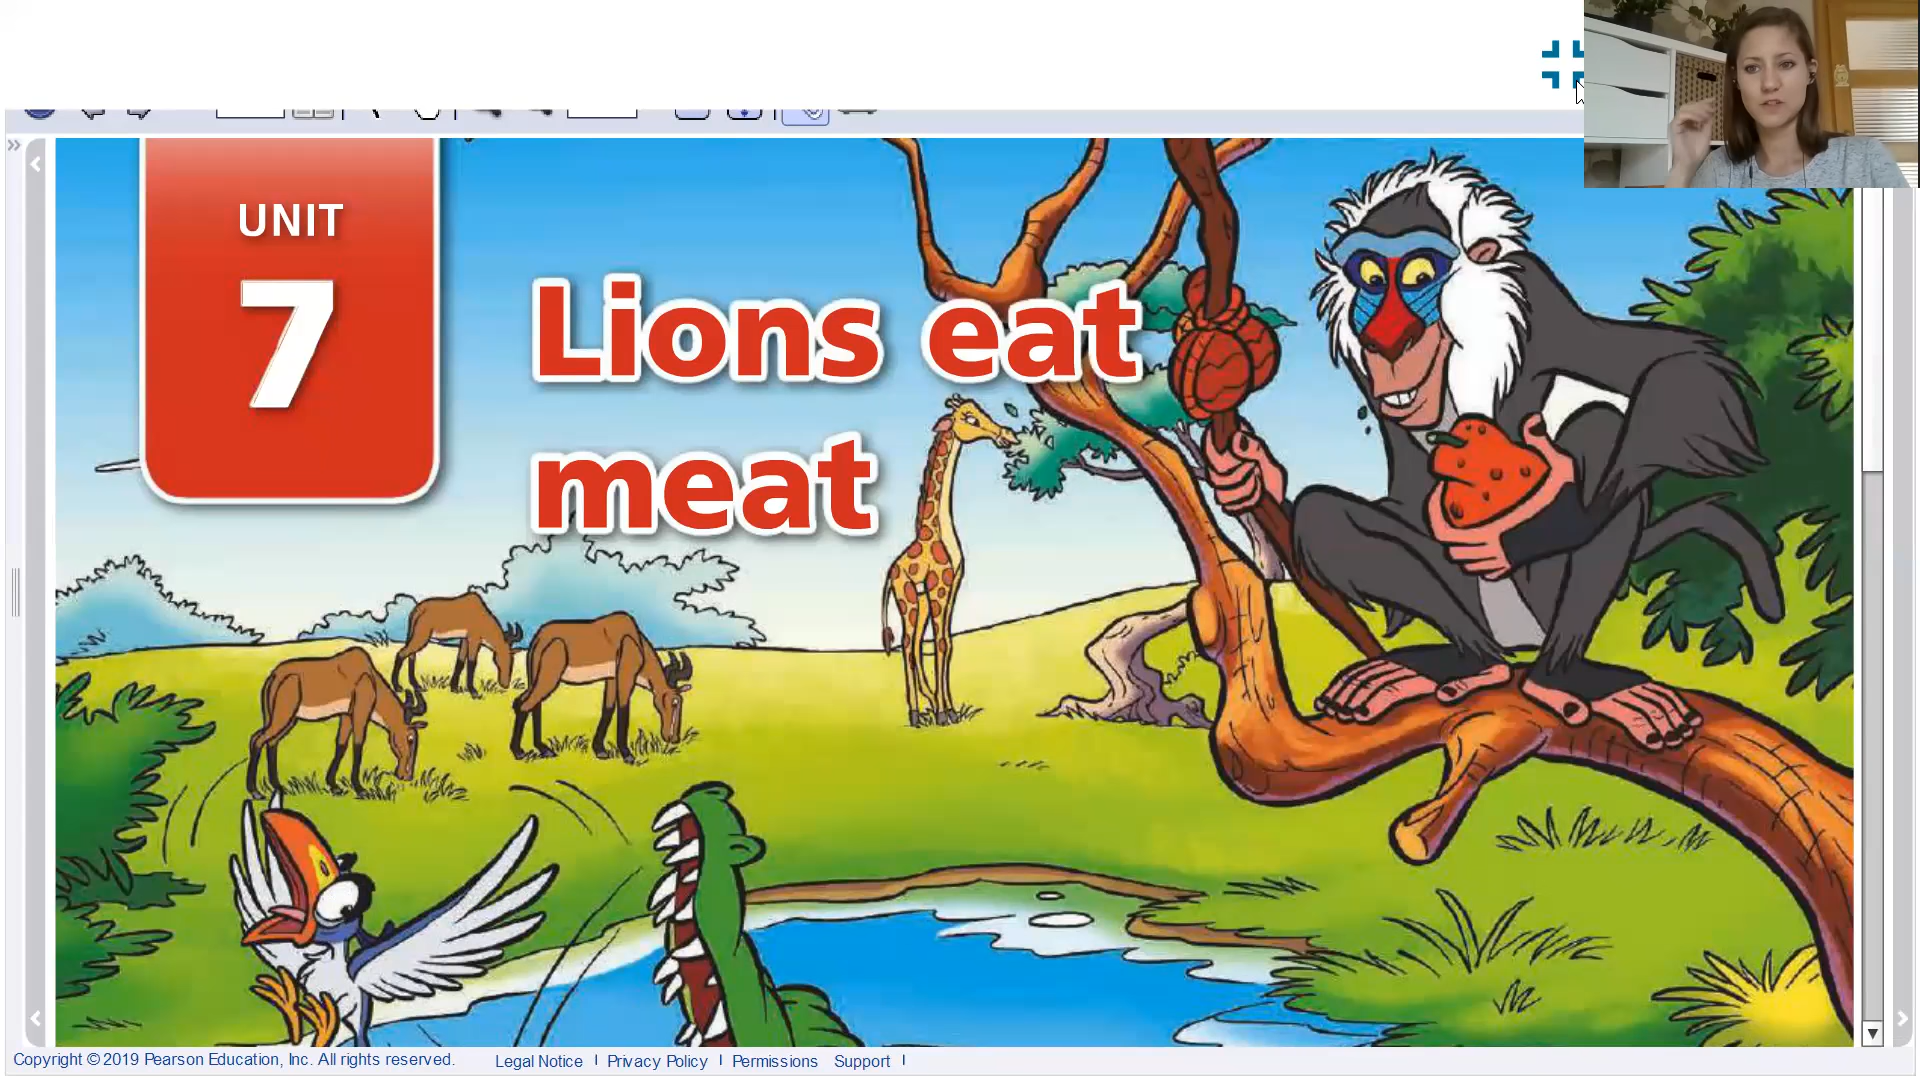 UNIT
7
Lions eat
meat
Copyright © 2019 Pearson Education, Inc. All rights reserved. Legal Notice | Privacy Policy | Permissions Support |